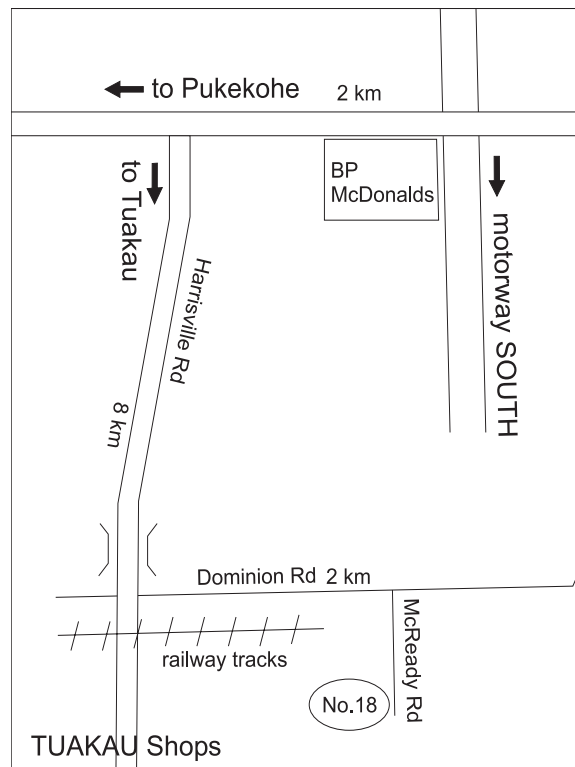 to Pukekohe
2 km
to Tuakau
BP
McDonalds
motorway SOUTH
Harrisville Rd
8 km
Dominion Rd 2 km
McReady Rd
railway tracks
No.18
TUAKAU Shops